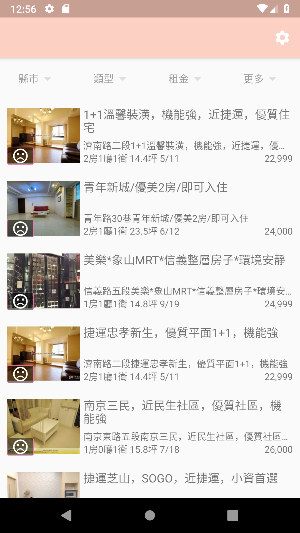 12:56
縣市
類型
租金
更多
1+1溫馨裝潢，機能強，近捷運，優質住宅
濟南路二段1+1溫馨裝潢，機能強，近捷運，優…
2房1廳1衛 14.4坪 5/11
22,999
青年新城/優美2房/即可入住
青年路30巷青年新城/優美2房/即可入住
2房1廳1衛 23.5坪 6/12
24,000
美樂*象山MRT*信義整層房子*環境安靜
信義路五段美樂*象山MRT*信義整層房子*環境安…
1房1廳1衛 14.8坪 9/19
24,999
捷運忠孝新生，優質平面1+1，機能強
濟南路二段捷運忠孝新生，優質平面1+1，機能強
2房1廳1衛 14.4坪 5/11
22,999
南京三民，近民生社區，優質社區，機能強
南京東路五段南京三民，近民生社區，優質社區…
1房0廳1衛 15.8坪 7/18
26,000
捷運芝山，SOGO，近捷運，小資首選